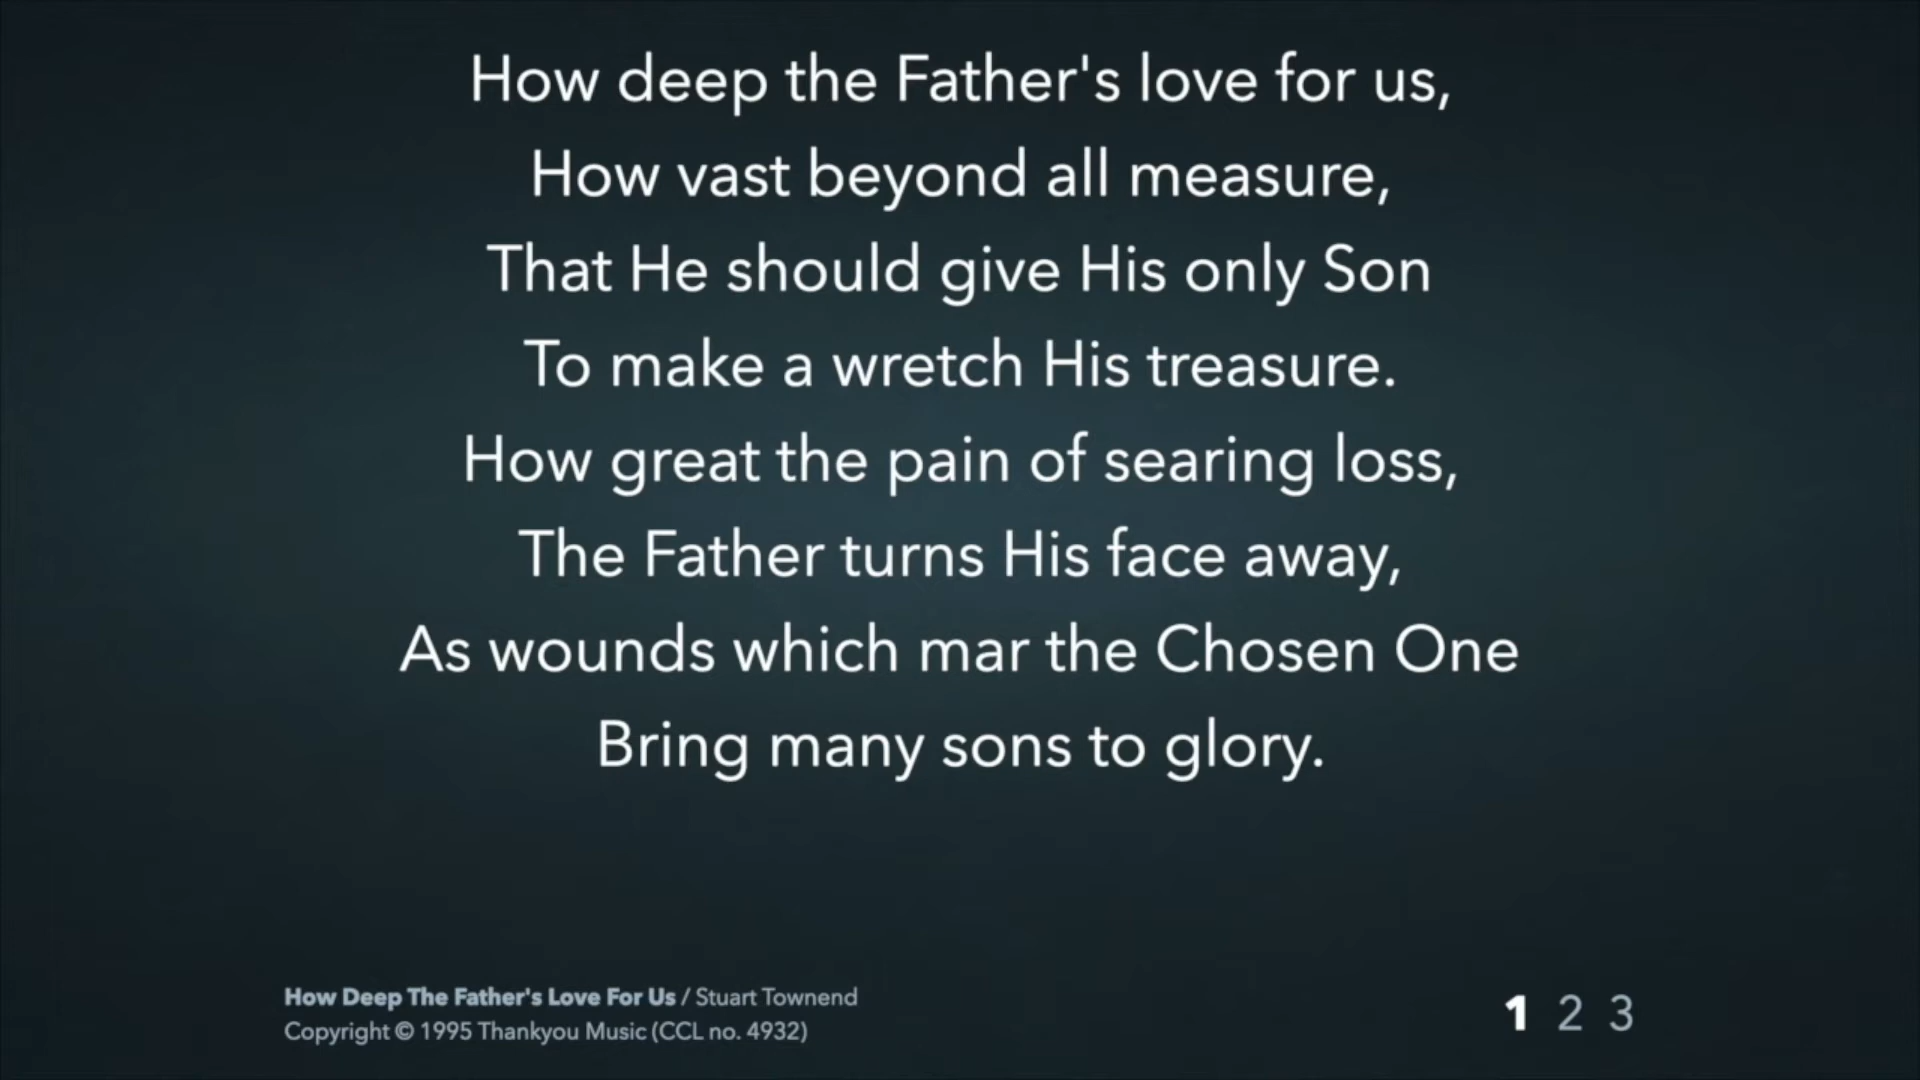 How deep the Father's love for us,
How vast beyond all measure,
That He should give His only Son
To make a wretch His treasure.
How great the pain of searing loss,
The Father turns His face away,
As wounds which mar the Chosen One
Bring many sons to glory.
How Deep The Father's Love For Us / Stuart Townend
Copyright © 1995 Thankyou Music (CCL no. 4932)
1 2 3